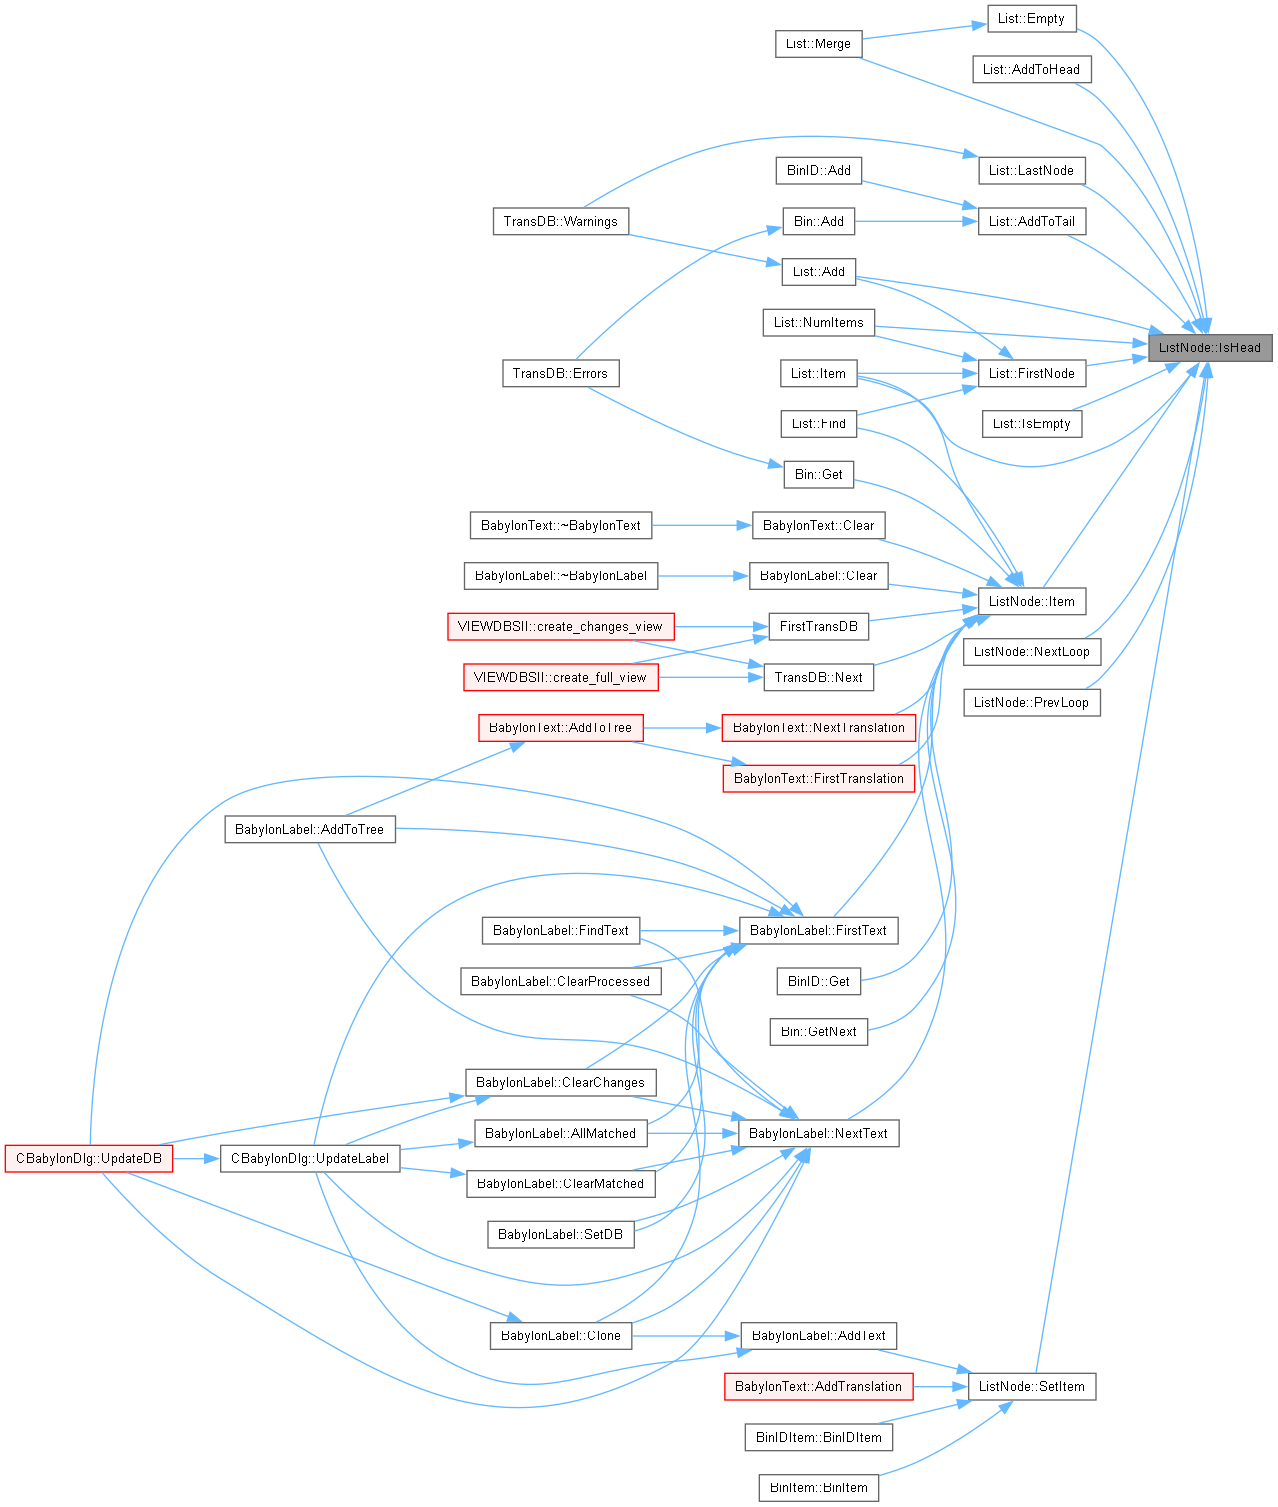 List::Empty
List::Merge
List::AddToHead
List::LastNode
BinID::Add
TransDB::Warnings
Bin::Add
List::AddToTail
List::Add
List::NumItems
ListNode::IsHead
TransDB::Errors
List::Item
List::FirstNode
List::Find
List::IsEmpty
Bin::Get
BabylonText::~BabylonText
BabylonText::Clear
BabylonLabel::~BabylonLabel
BabylonLabel::Clear
ListNode::Item
VIEWDBSII::create_changes_view
FirstTransDB
ListNode::NextLoop
VIEWDBSII::create_full_view
TransDB::Next
ListNode::PrevLoop
BabylonText::AddToTree
BabylonText::NextTranslation
BabylonText::FirstTranslation
BabylonLabel::AddToTree
BabylonLabel::FindText
BabylonLabel::FirstText
BabylonLabel::ClearProcessed
BinID::Get
Bin::GetNext
BabylonLabel::ClearChanges
BabylonLabel::AllMatched
BabylonLabel::NextText
CBabylonDlg::UpdateDB
CBabylonDlg::UpdateLabel
BabylonLabel::ClearMatched
BabylonLabel::SetDB
BabylonLabel::Clone
BabylonLabel::AddText
BabylonText::AddTranslation
ListNode::SetItem
BinIDItem::BinIDItem
BinItem::BinItem